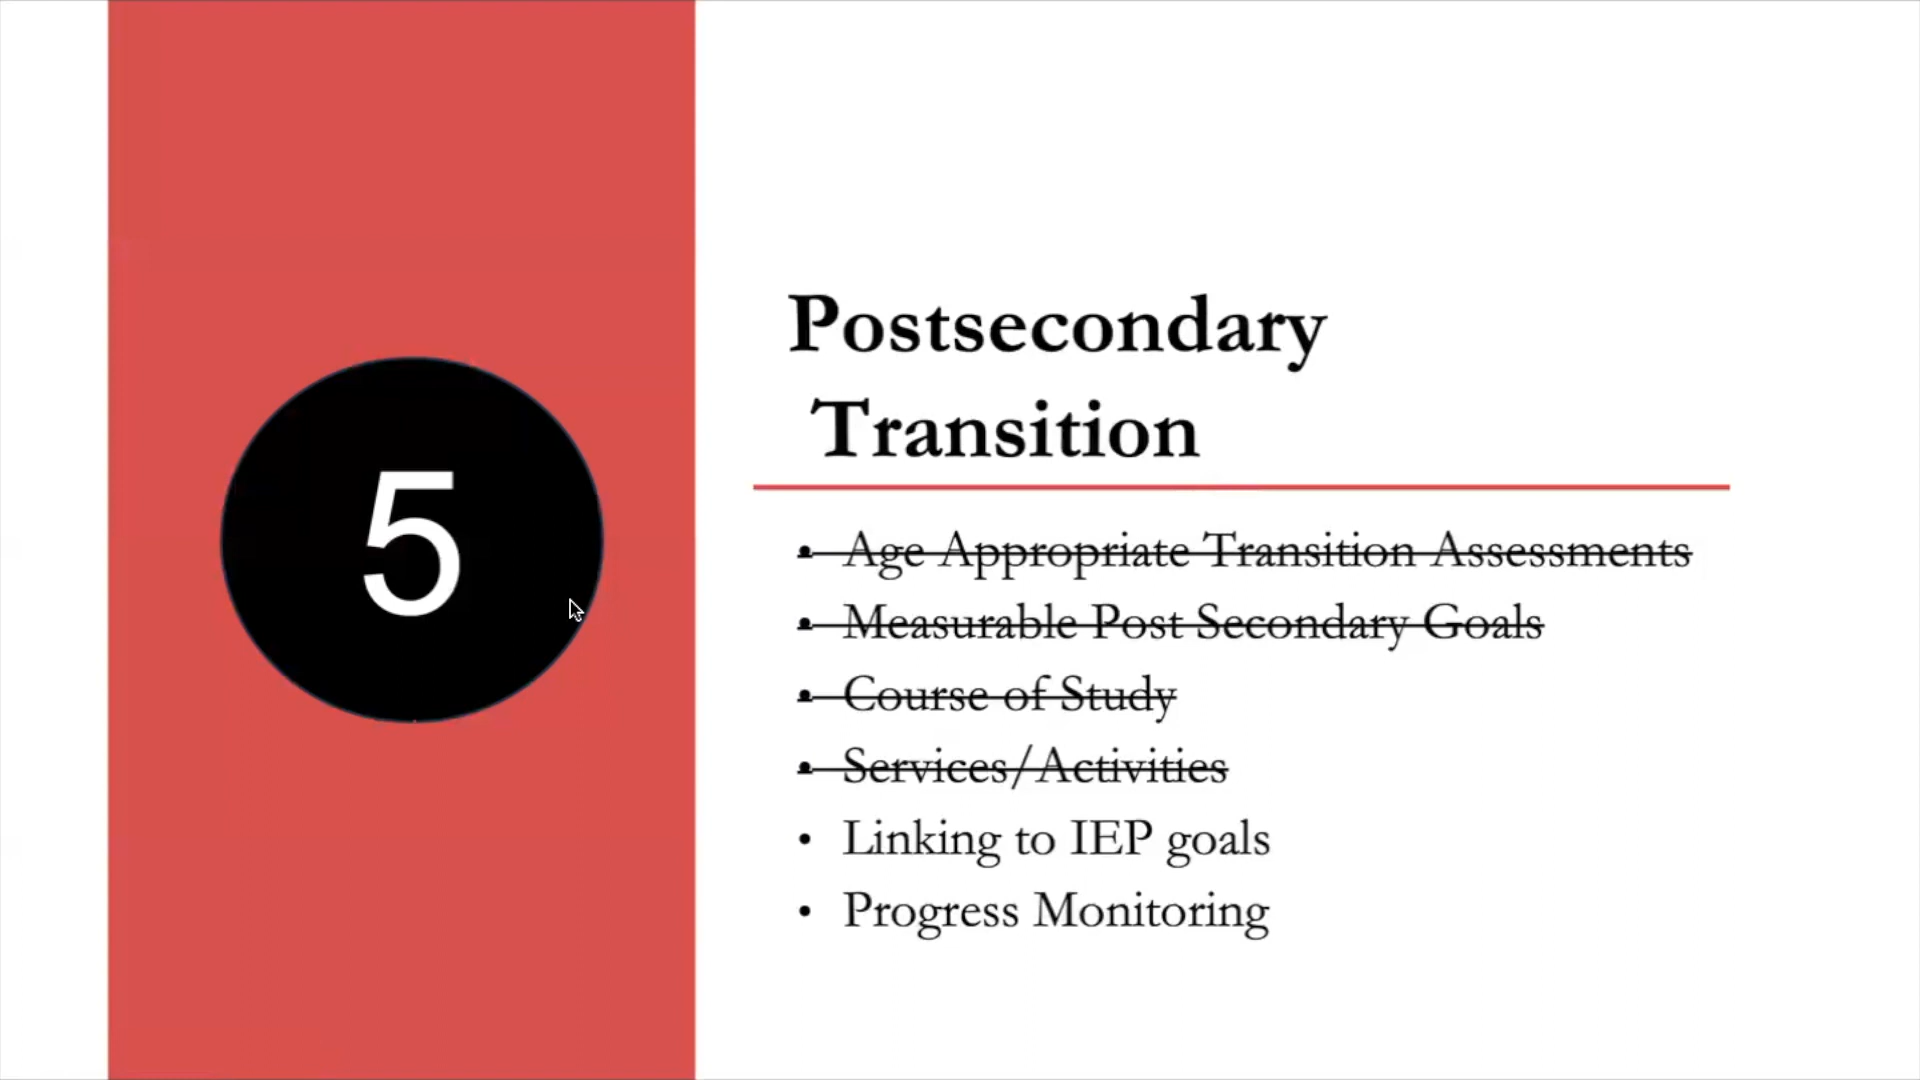 5
Postsecondary
Transition
• Age Appropriate Transition Assessments
• Measurable Post Secondary Goals
• Course of Study
• Services/Activities
• Linking to IEP goals
• Progress Monitoring